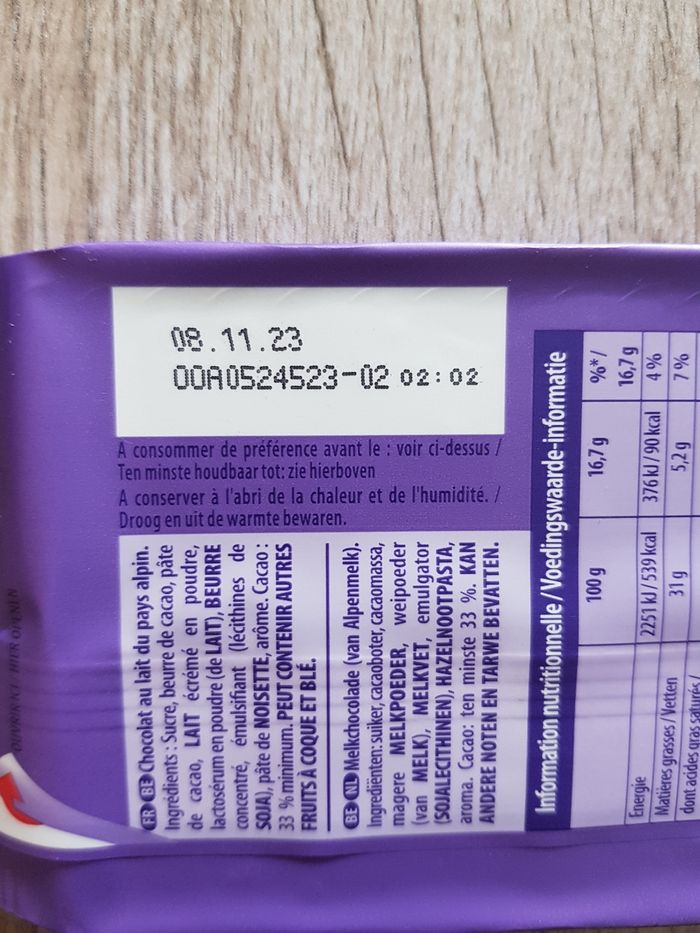 08.11.23
00A0524523-02 02:02
A consommer de préférence avant le : voir ci-dessus /
Ten minste houdbaar tot: zie hierboven
A conserver à l'abri de la chaleur et de l'humidité. /
Droog en uit de warmte bewaren.
FR BE Chocolat au lait du pays alpin.
Ingrédients : Sucre, beurre de cacao, pâte
de cacao, LAIT écrémé en poudre,
lactosérum en poudre (de LAIT), BEURRE
concentré, émulsifiant (lécithines de
SOJA), pâte de NOISETTE, arôme. Cacao :
33 % minimum. PEUT CONTENIR AUTRES
FRUITS À COQUE ET BLÉ.
BE NL Melkchocolade (van Alpenmelk).
Ingrediënten: suiker, cacaoboter, cacaomassa,
magere MELKPOEDER, weipoeder
(van MELK), MELKVET, emulgator
(SOJALECITHINEN), HAZELNOOTPASTA,
aroma. Cacao: ten minste 33 %. KAN
ANDERE NOTEN EN TARWE BEVATTEN.
Information nutritionnelle / Voedingswaarde-informatie
100 g 16,7 g %*/
16,7 g
Energie 2251 kJ / 539 kcal 376 kJ / 90 kcal 4 %
Matières grasses / Vetten 31 g 5,2 g 7 %
dont acides gras saturés /
HIER OPENEN